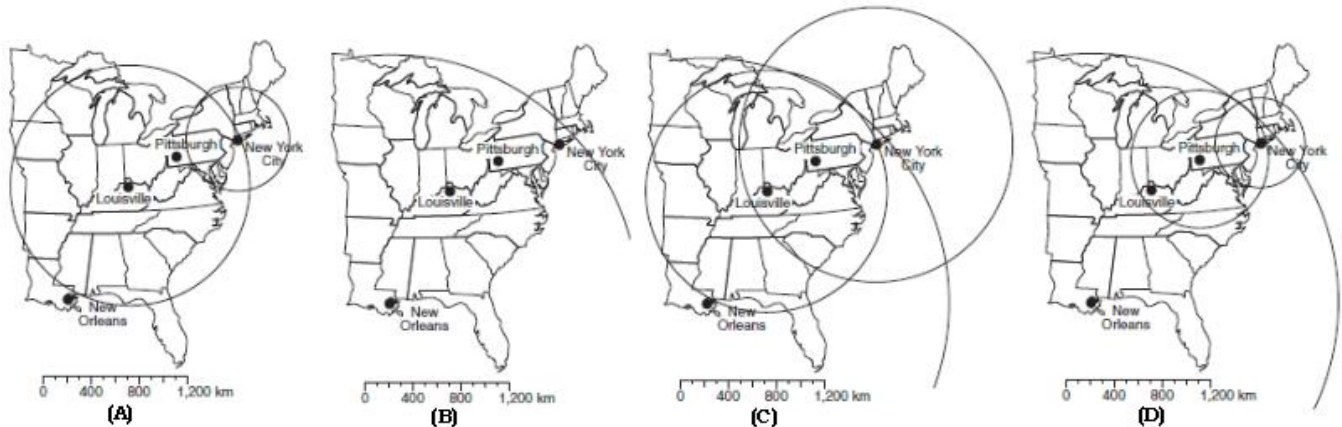 Pittsburgh
New York
City
Louisville
New
Orleans
0 400 800 1,200 km
(A)
Pittsburgh
New York
City
Louisville
New
Orleans
0 400 800 1,200 km
(B)
Pittsburgh
New York
City
Louisville
New
Orleans
0 400 800 1,200 km
(C)
Pittsburgh
New York
City
Louisville
New
Orleans
0 400 800 1,200 km
(D)